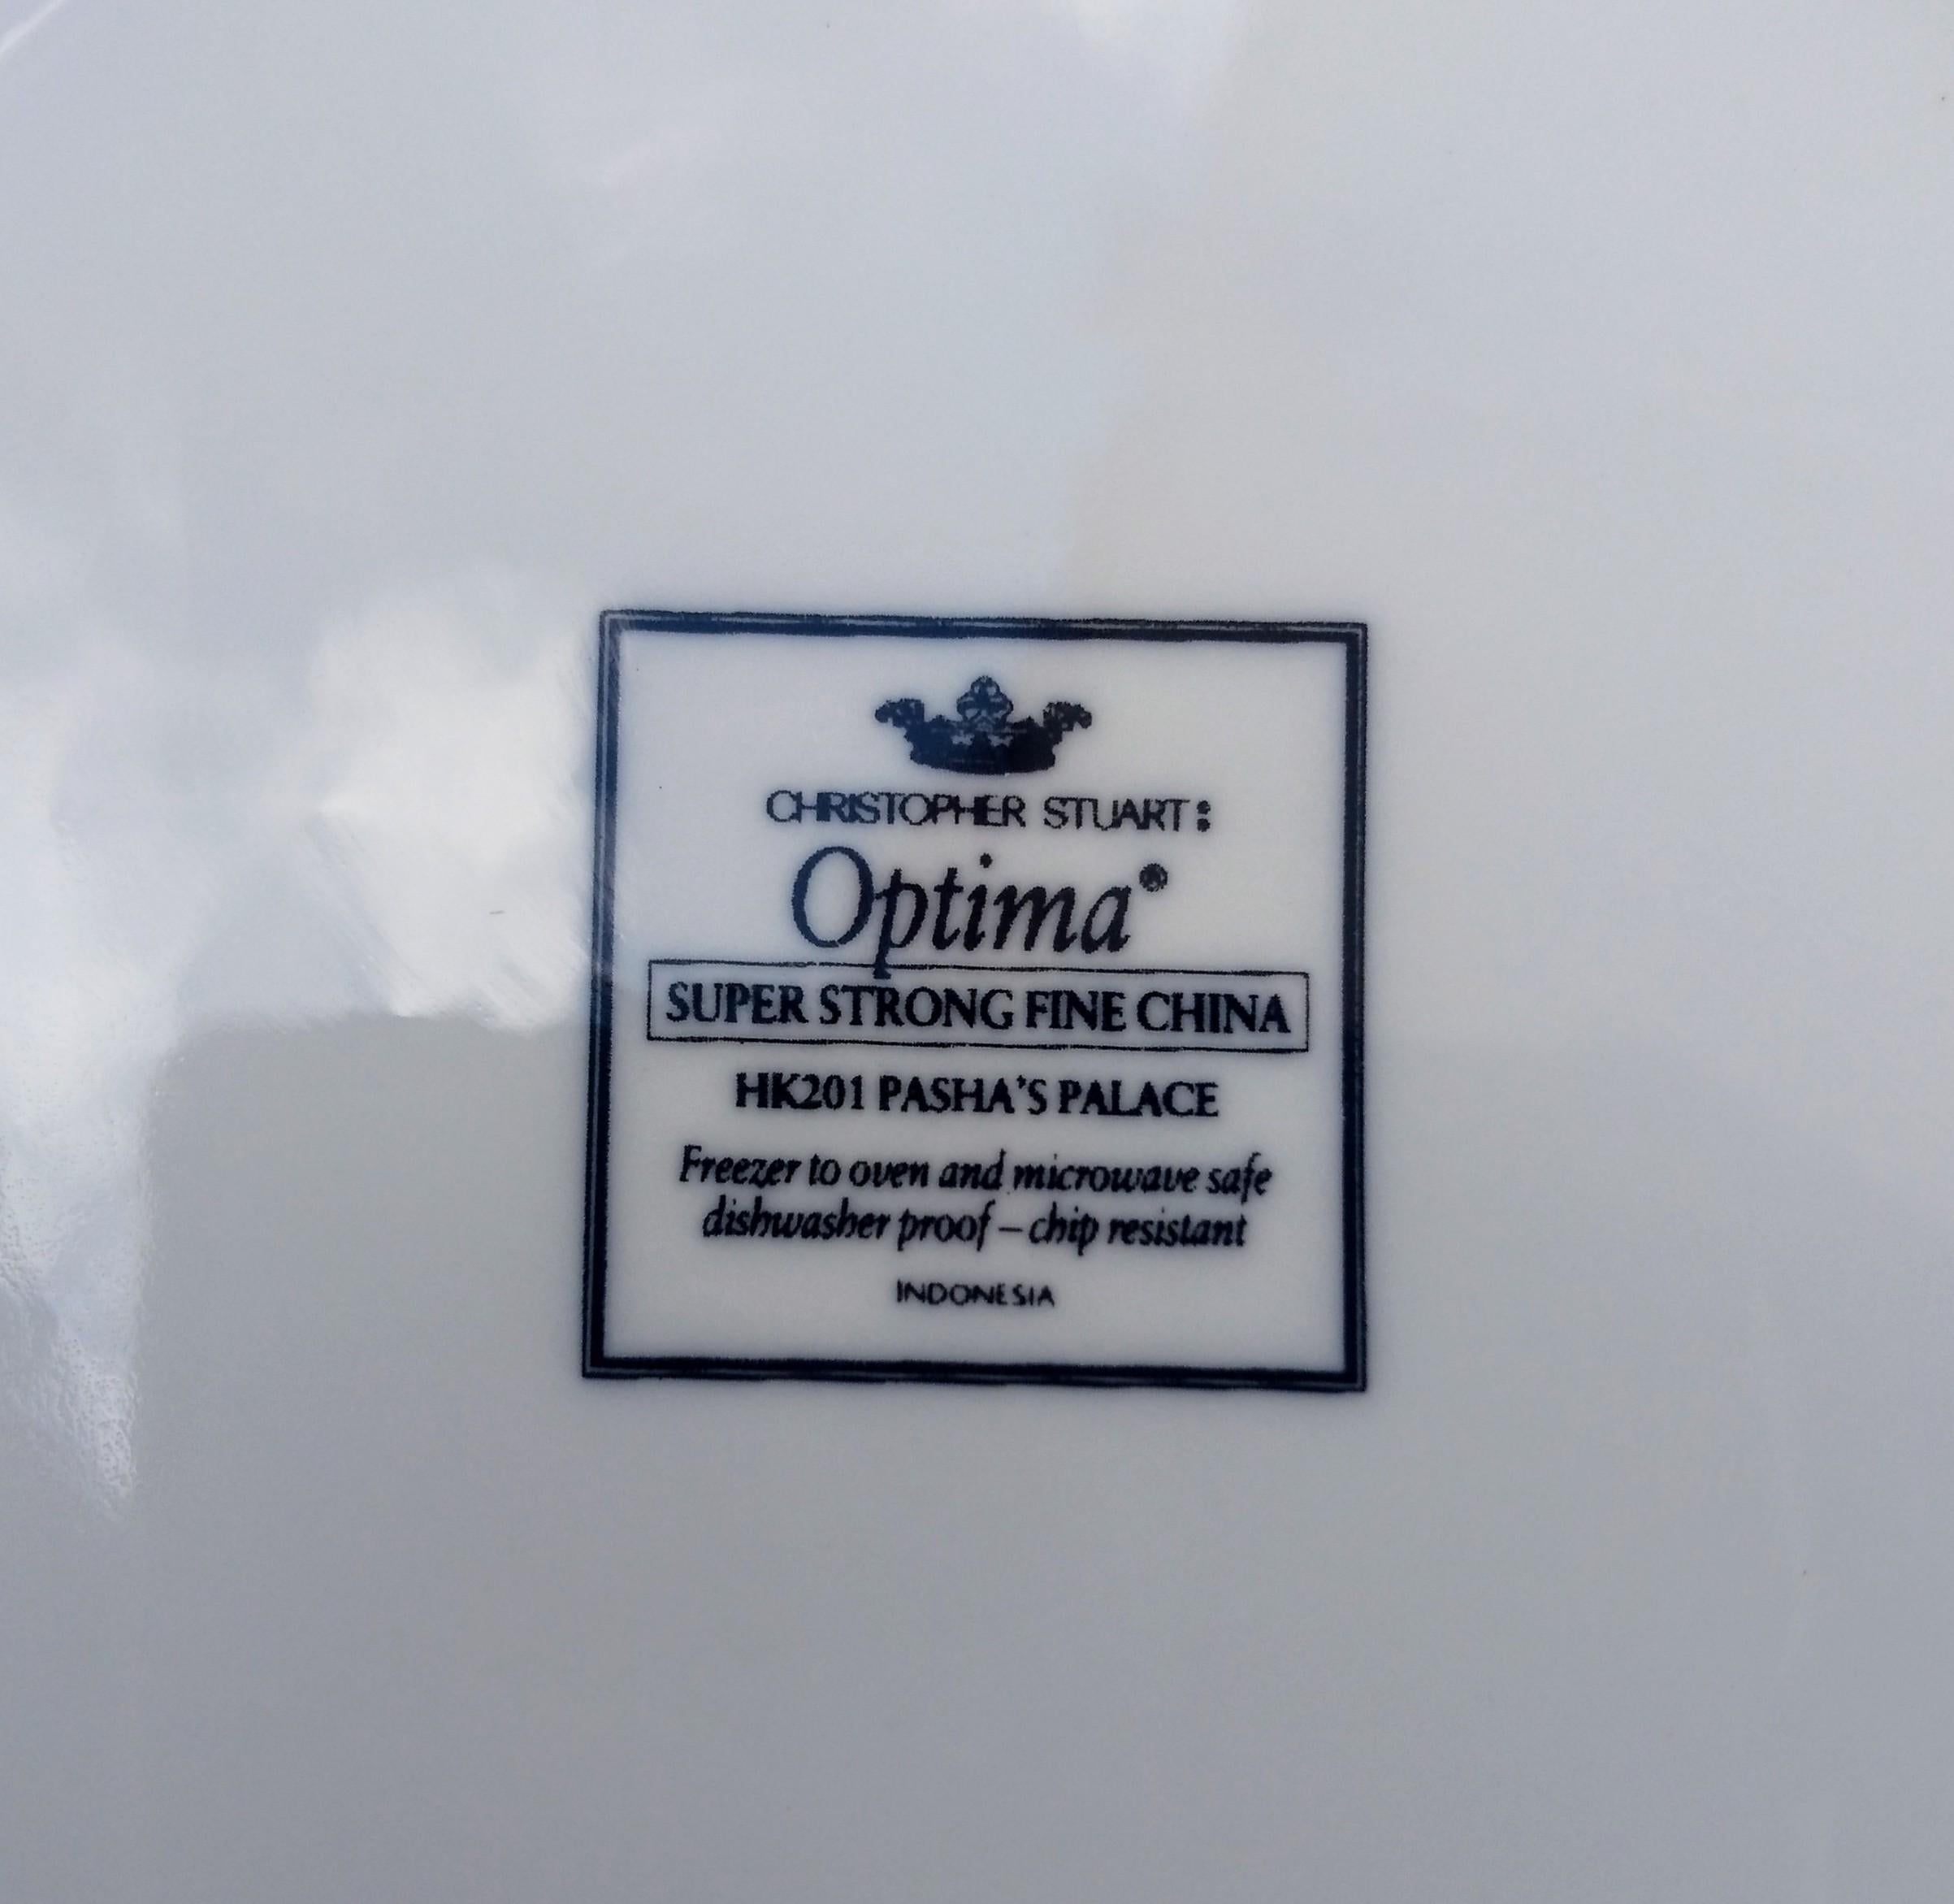 CHRISTOPHER STUART:
Optima®
SUPER STRONG FINE CHINA
HK201 PASHA'S PALACE
Freezer to oven and microwave safe
dishwasher proof – chip resistant
INDONESIA